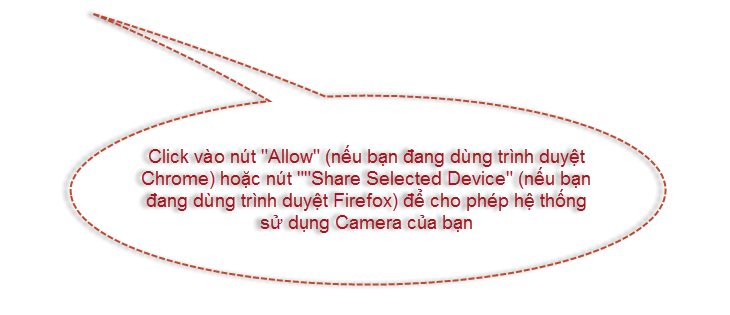 Click vào nút "Allow" (nếu bạn đang dùng trình duyệt
Chrome) hoặc nút ""Share Selected Device" (nếu bạn
đang dùng trình duyệt Firefox) để cho phép hệ thống
sử dụng Camera của bạn